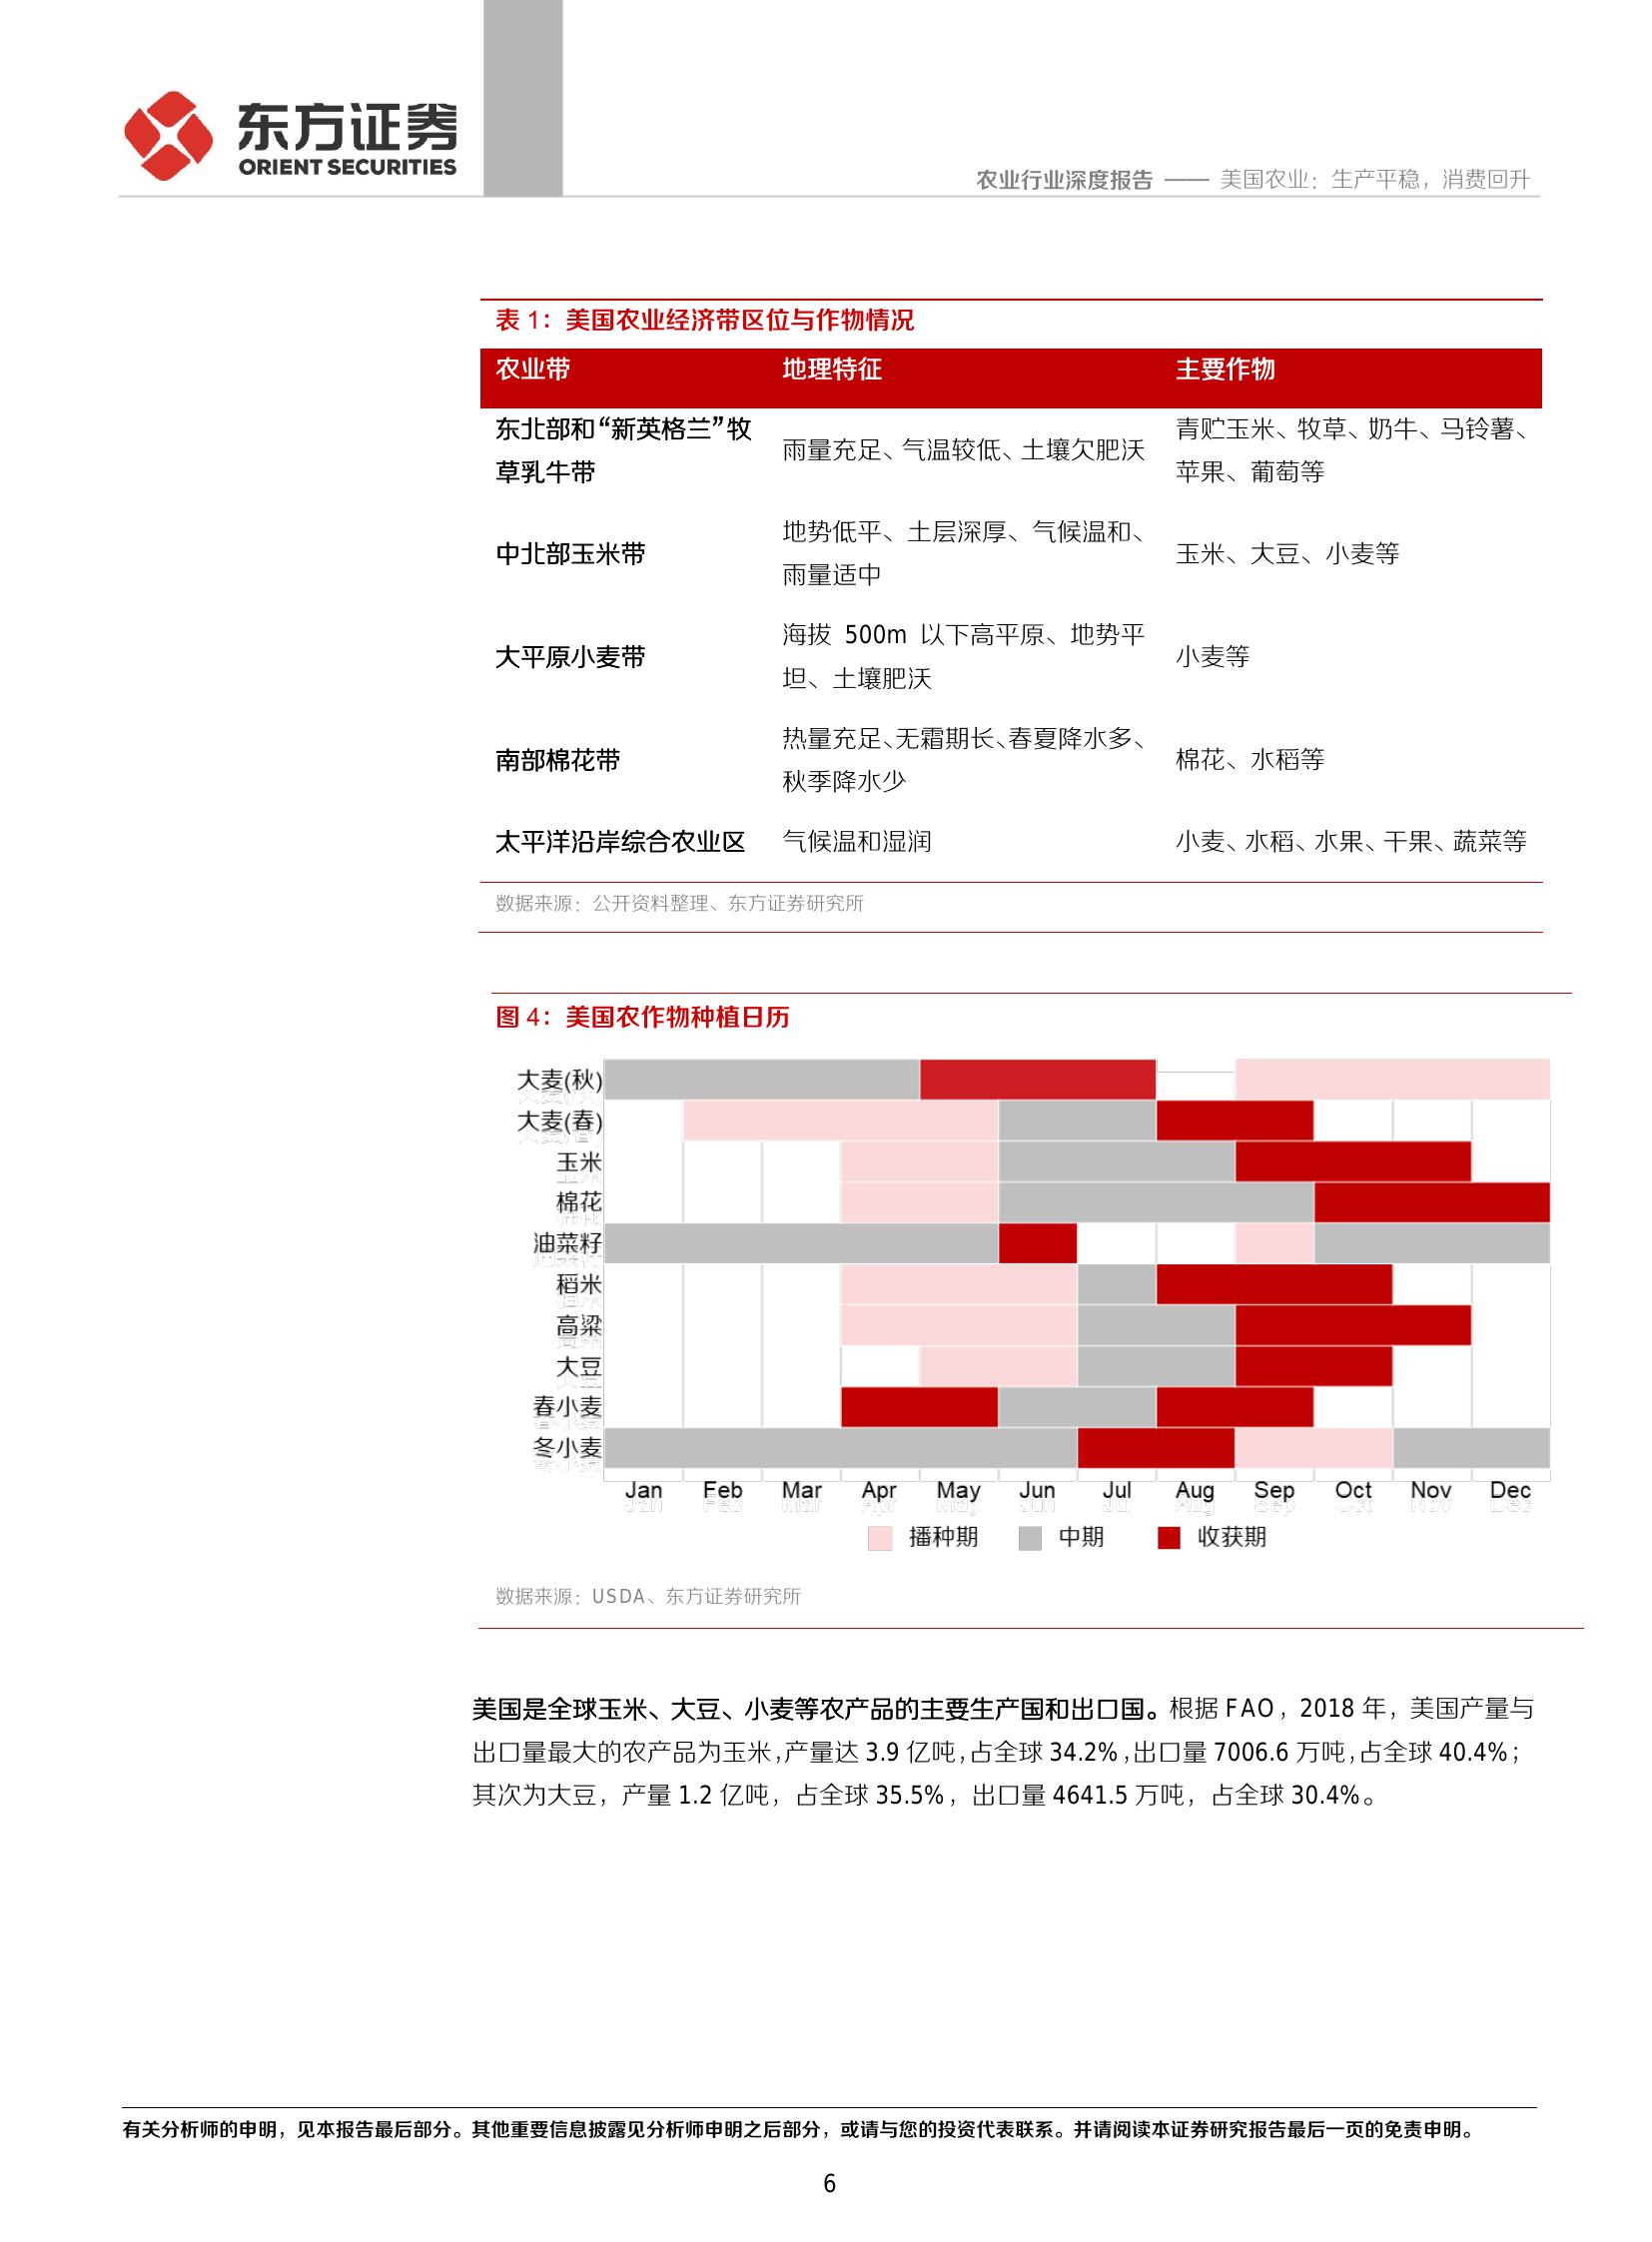 东方证券
ORIENT SECURITIES
农业行业深度报告 —— 美国农业：生产平稳，消费回升
表 1：美国农业经济带区位与作物情况
农业带 地理特征 主要作物
东北部和“新英格兰”牧
草乳牛带
雨量充足、气温较低、土壤欠肥沃
青贮玉米、牧草、奶牛、马铃薯、
苹果、葡萄等
中北部玉米带
地势低平、土层深厚、气候温和、
雨量适中
玉米、大豆、小麦等
大平原小麦带
海拔 500m 以下高平原、地势平
坦、土壤肥沃
小麦等
南部棉花带
热量充足、无霜期长、春夏降水多、
秋季降水少
棉花、水稻等
太平洋沿岸综合农业区 气候温和湿润 小麦、水稻、水果、干果、蔬菜等
数据来源：公开资料整理、东方证券研究所
图 4：美国农作物种植日历
大麦(秋)
大麦(春)
玉米
棉花
油菜籽
稻米
高粱
大豆
春小麦
冬小麦
Jan Feb Mar Apr May Jun Jul Aug Sep Oct Nov Dec
播种期 中期 收获期
数据来源：USDA、东方证券研究所
美国是全球玉米、大豆、小麦等农产品的主要生产国和出口国。根据 FAO，2018 年，美国产量与
出口量最大的农产品为玉米，产量达 3.9 亿吨，占全球 34.2%，出口量 7006.6 万吨，占全球 40.4%；
其次为大豆，产量 1.2 亿吨，占全球 35.5%，出口量 4641.5 万吨，占全球 30.4%。
有关分析师的申明，见本报告最后部分。其他重要信息披露见分析师申明之后部分，或请与您的投资代表联系。并请阅读本证券研究报告最后一页的免责申明。
6